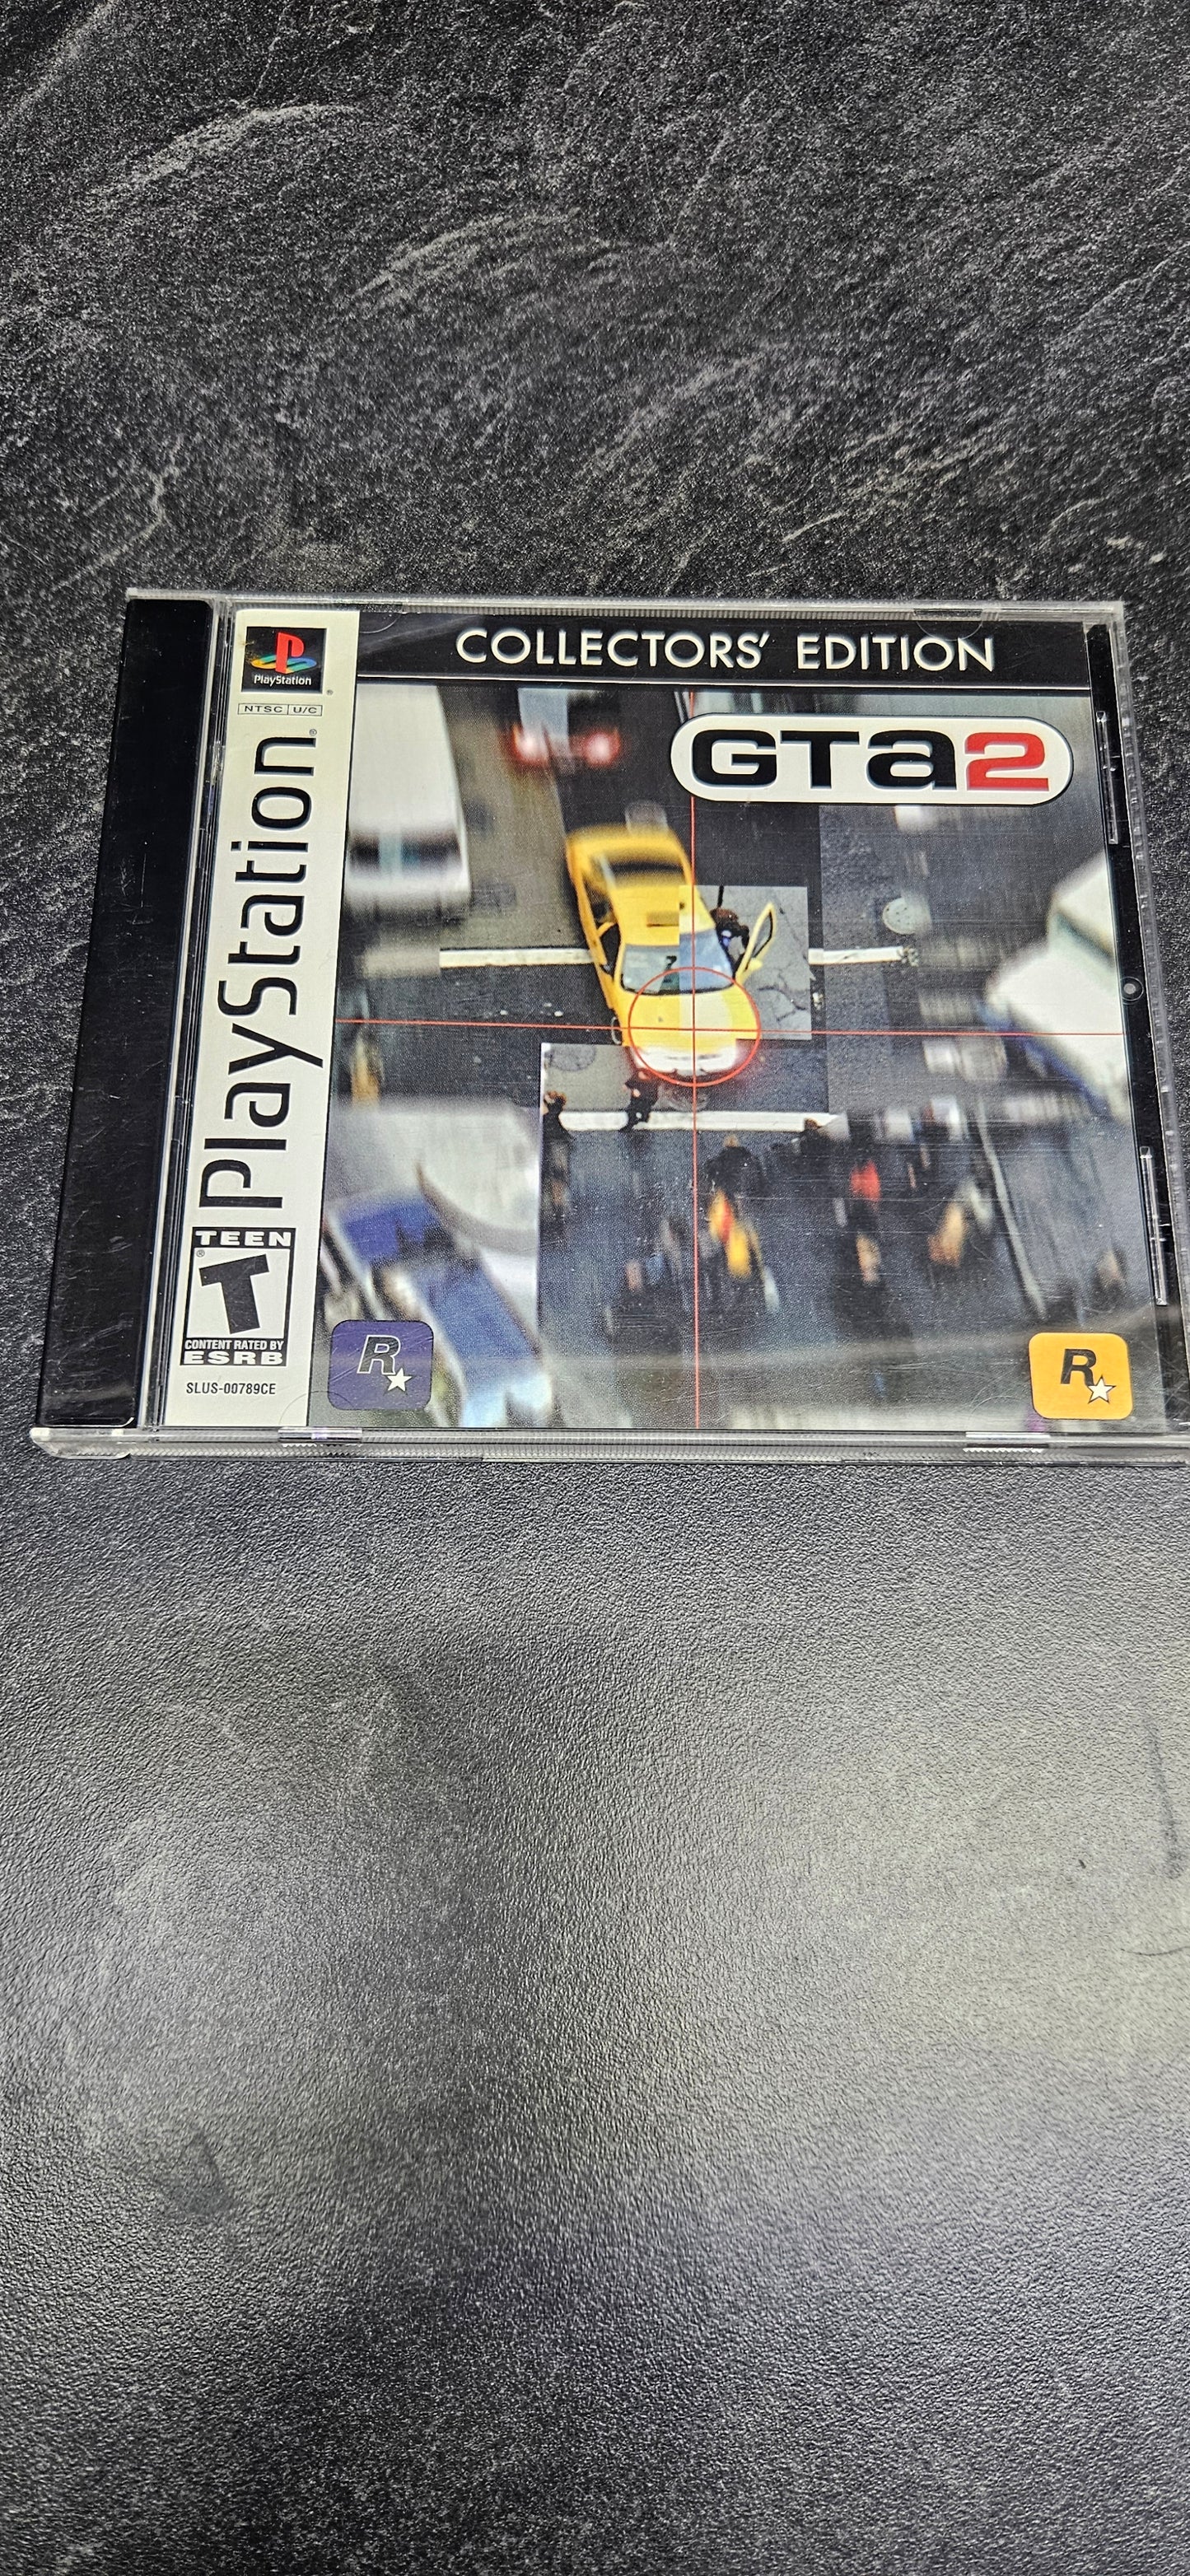 COLLECTORS' EDITION
PlayStation
NTSC U/C
GTa2
PlayStation
TEEN
T
CONTENT RATED BY
ESRB
SLUS-00789CE
R
R